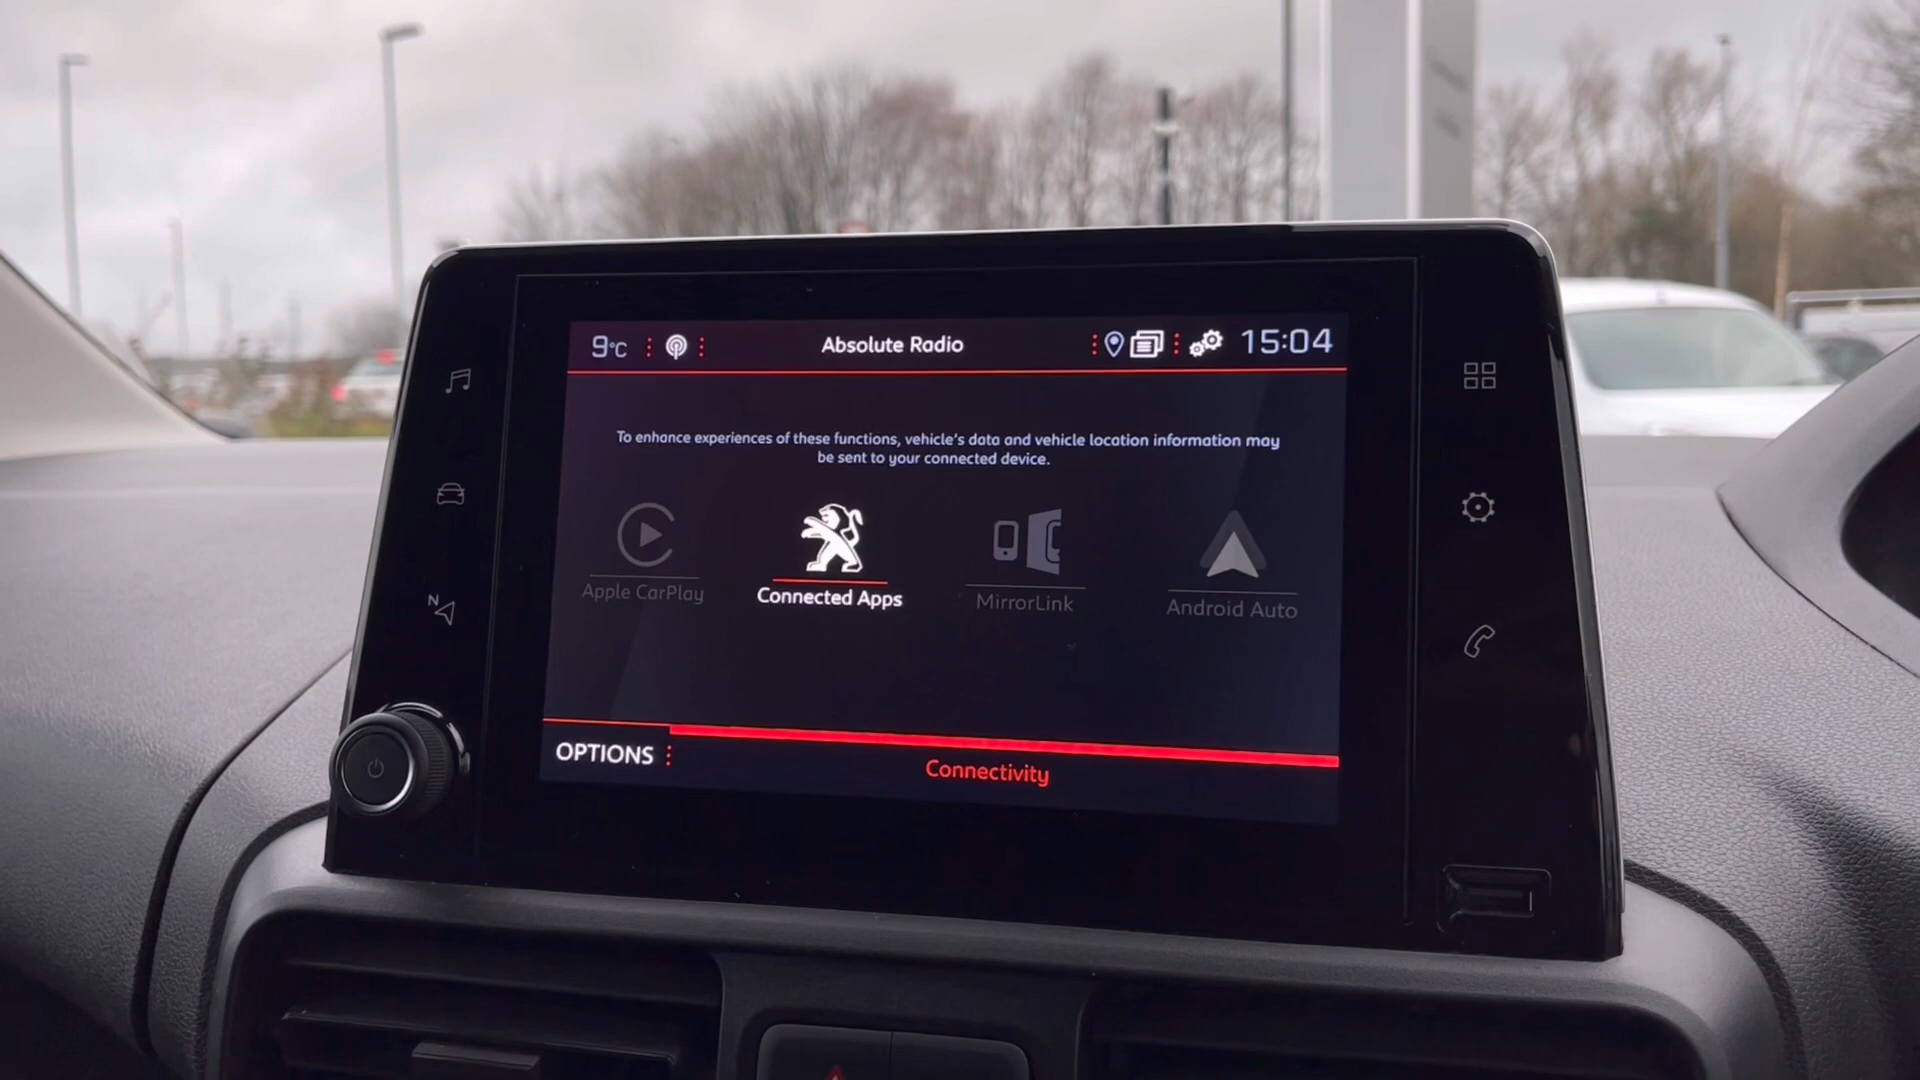 9°C
Absolute Radio
15:04
To enhance experiences of these functions, vehicle's data and vehicle location information may
be sent to your connected device.
Apple CarPlay
Connected Apps
MirrorLink
Android Auto
N
OPTIONS
Connectivity